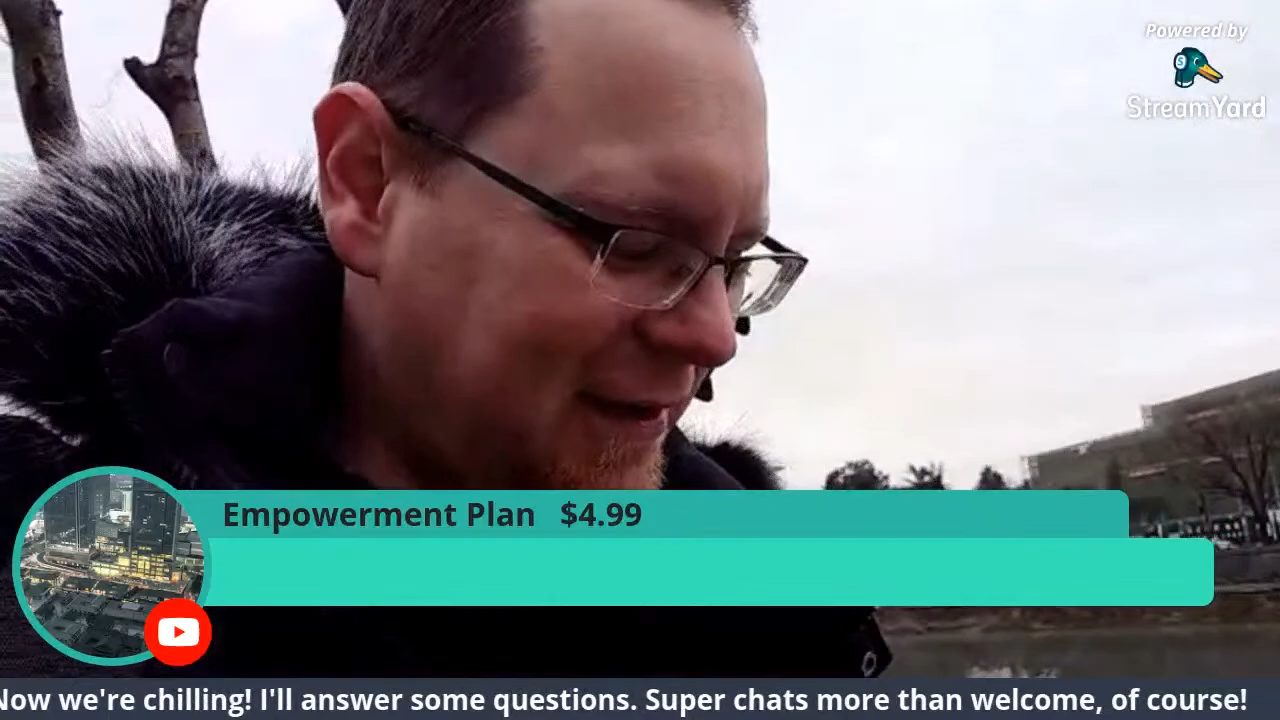 Powered by
StreamYard
Empowerment Plan $4.99
Now we're chilling! I'll answer some questions. Super chats more than welcome, of course!